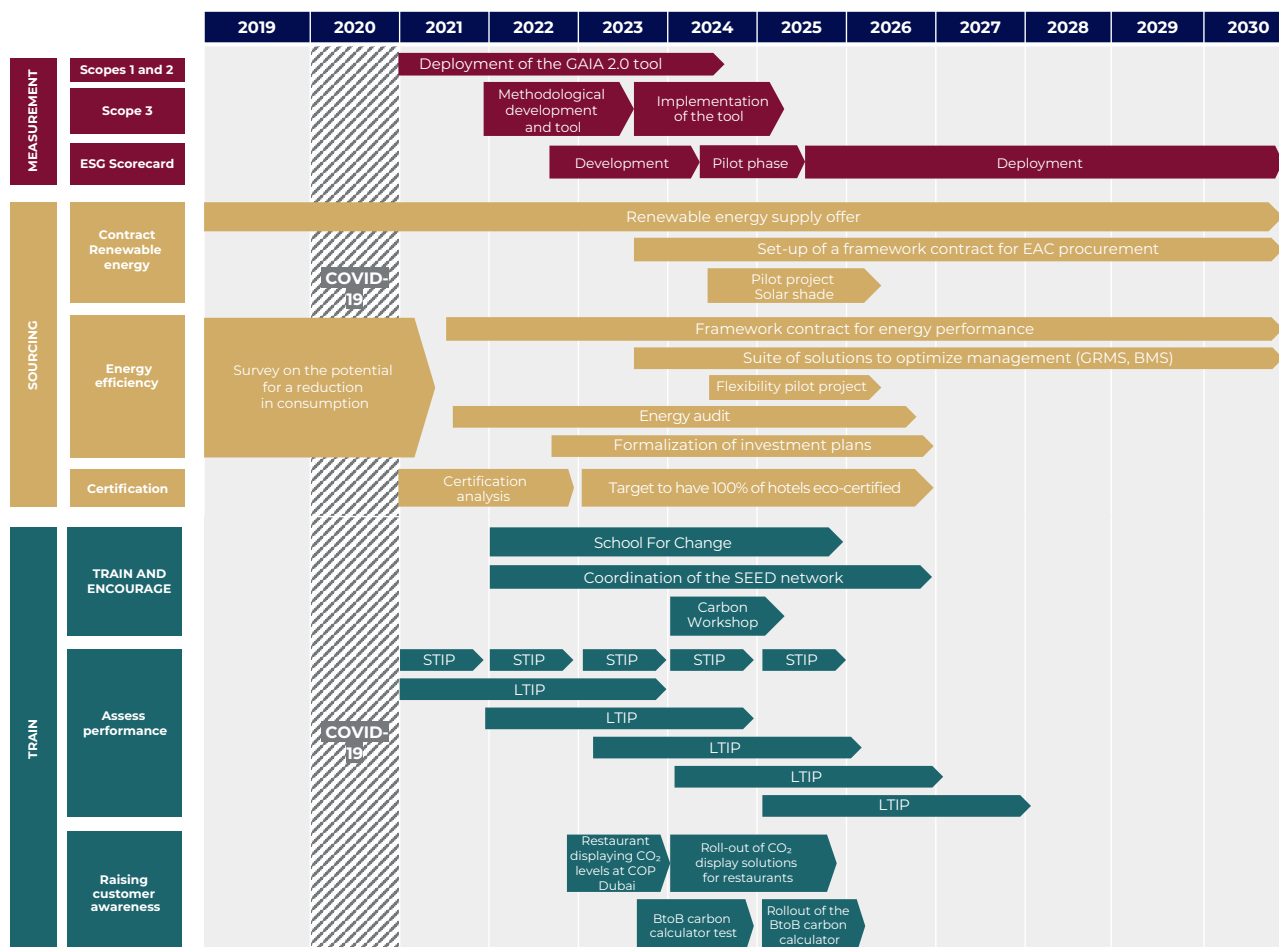 2019 2020 2021 2022 2023 2024 2025 2026 2027 2028 2029 2030
MEASUREMENT
Scopes 1 and 2
Deployment of the GAIA 2.0 tool
Scope 3
Methodological
development
and tool
Implementation
of the tool
ESG Scorecard
Development
Pilot phase
Deployment
SOURCING
Contract
Renewable
energy
Renewable energy supply offer
Set-up of a framework contract for EAC procurement
Pilot project
Solar shade
COVID-
19
Energy
efficiency
Survey on the potential
for a reduction
in consumption
Framework contract for energy performance
Suite of solutions to optimize management (GRMS, BMS)
Flexibility pilot project
Energy audit
Formalization of investment plans
Certification
Certification
analysis
Target to have 100% of hotels eco-certified
TRAIN
TRAIN AND
ENCOURAGE
School For Change
Coordination of the SEED network
Carbon
Workshop
Assess
performance
STIP STIP STIP STIP STIP
LTIP
LTIP
COVID-
19
LTIP
LTIP
LTIP
Raising
customer
awareness
Restaurant
displaying CO₂
levels at COP
Dubai
Roll-out of CO₂
display solutions
for restaurants
BtoB carbon
calculator test
Rollout of the
BtoB carbon
calculator